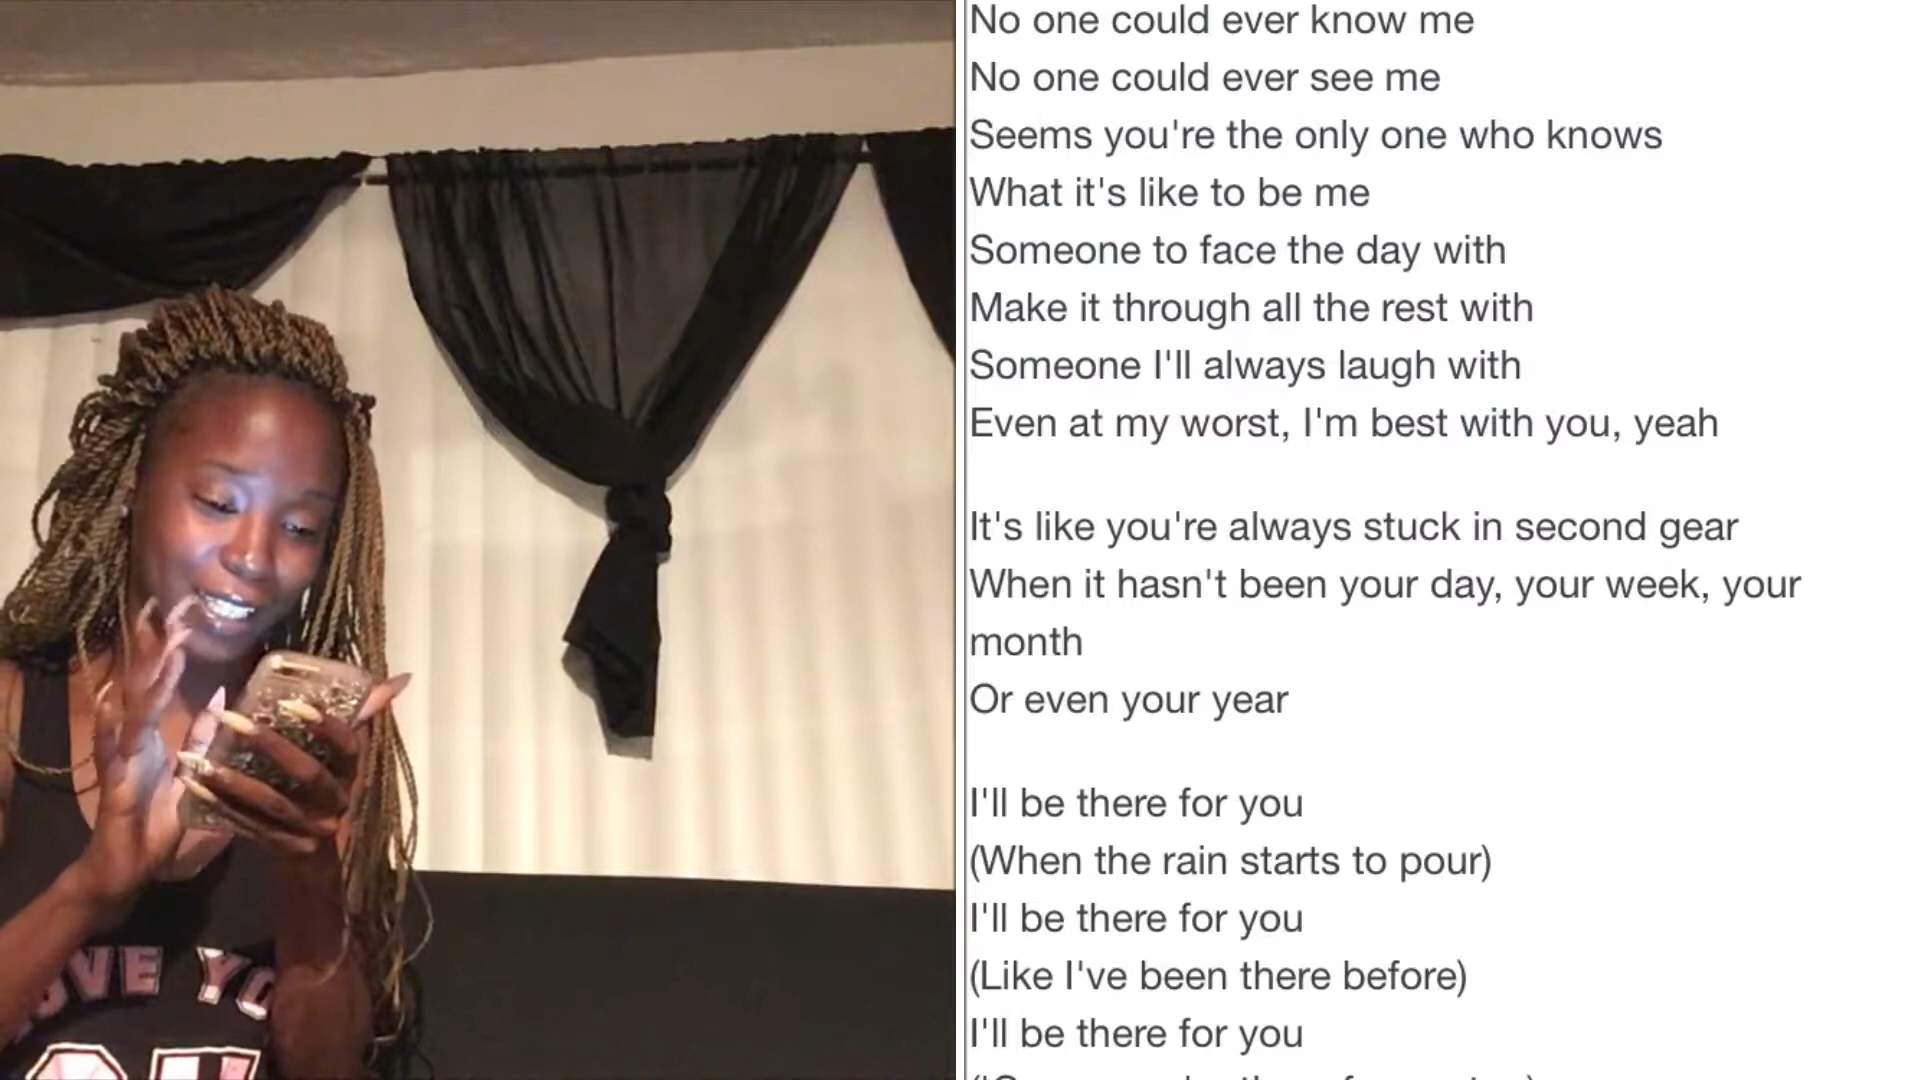 No one could ever know me
No one could ever see me
Seems you're the only one who knows
What it's like to be me
Someone to face the day with
Make it through all the rest with
Someone I'll always laugh with
Even at my worst, I'm best with you, yeah
It's like you're always stuck in second gear
When it hasn't been your day, your week, your
month
Or even your year
I'll be there for you
(When the rain starts to pour)
I'll be there for you
(Like I've been there before)
I'll be there for you
OVE YO